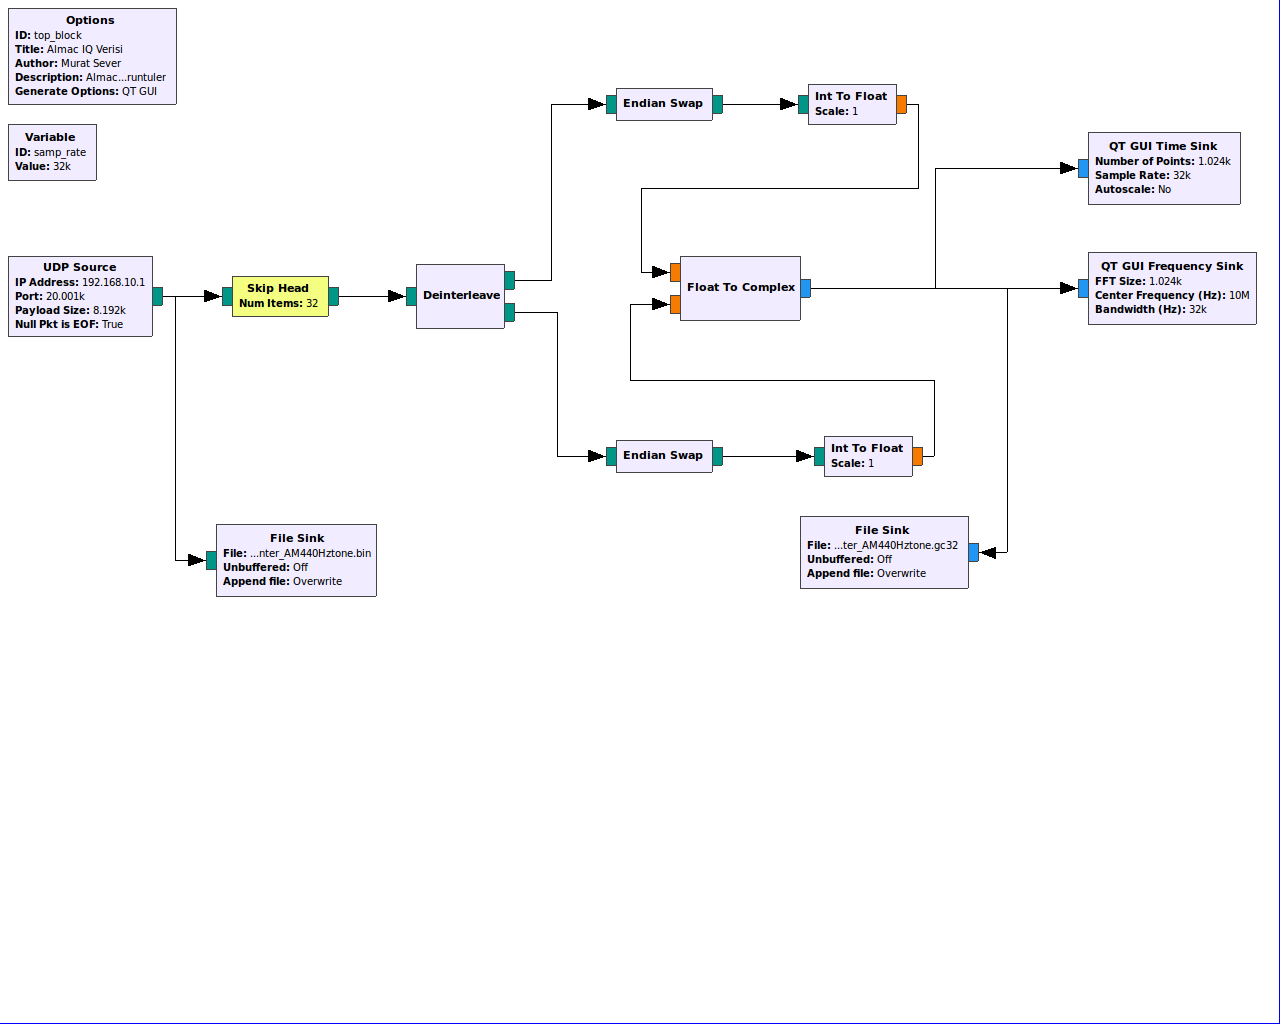 Options
ID: top_block
Title: Almac IQ Verisi
Author: Murat Sever
Description: Almac...runtuler
Generate Options: QT GUI
Variable
ID: samp_rate
Value: 32k
UDP Source
IP Address: 192.168.10.1
Port: 20.001k
Payload Size: 8.192k
Null Pkt is EOF: True
Skip Head
Num Items: 32
Deinterleave
Endian Swap
Int To Float
Scale: 1
Float To Complex
Endian Swap
Int To Float
Scale: 1
QT GUI Time Sink
Number of Points: 1.024k
Sample Rate: 32k
Autoscale: No
QT GUI Frequency Sink
FFT Size: 1.024k
Center Frequency (Hz): 10M
Bandwidth (Hz): 32k
File Sink
File: ...nter_AM440Hztone.bin
Unbuffered: Off
Append file: Overwrite
File Sink
File: ...ter_AM440Hztone.gc32
Unbuffered: Off
Append file: Overwrite